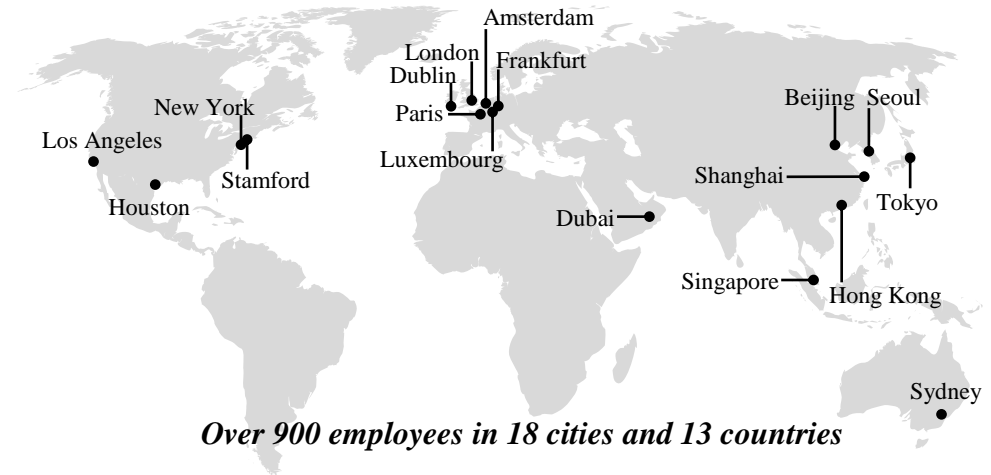 Amsterdam
London
Frankfurt
Dublin
Paris
Luxembourg
New York
Los Angeles
Stamford
Houston
Beijing
Seoul
Shanghai
Tokyo
Dubai
Singapore
Hong Kong
Sydney
Over 900 employees in 18 cities and 13 countries